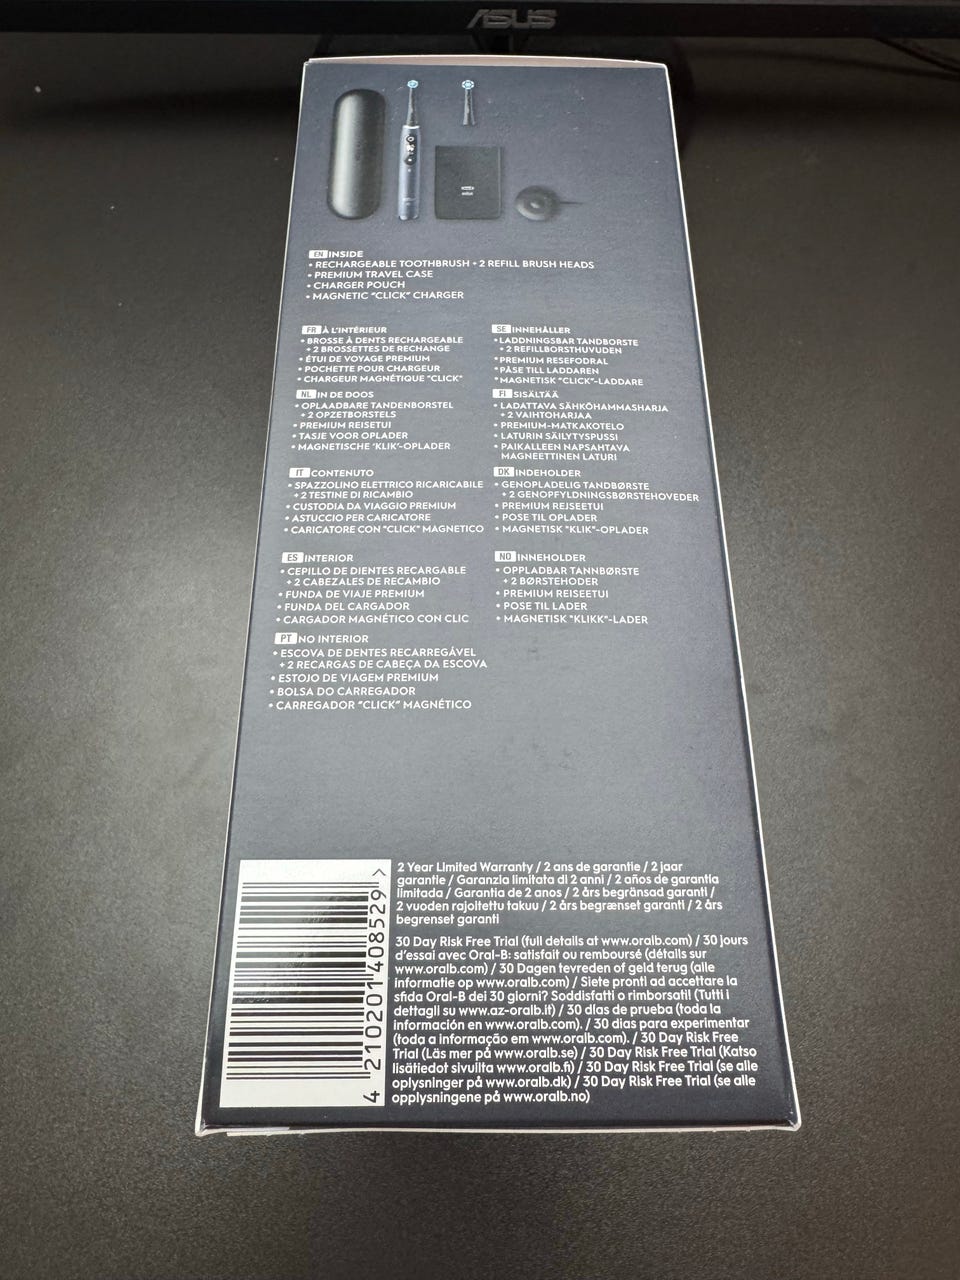 ASUS
EN INSIDE
• RECHARGEABLE TOOTHBRUSH + 2 REFILL BRUSH HEADS
• PREMIUM TRAVEL CASE
• CHARGER POUCH
• MAGNETIC "CLICK" CHARGER
FR À L'INTÉRIEUR
• BROSSE À DENTS RECHARGEABLE
+ 2 BROSSETTES DE RECHANGE
• ÉTUI DE VOYAGE PREMIUM
• POCHETTE POUR CHARGEUR
• CHARGEUR MAGNÉTIQUE "CLICK"
NL IN DE DOOS
• OPLAADBARE TANDENBORSTEL
+ 2 OPZETBORSTELS
• PREMIUM REISETUI
• TASJE VOOR OPLADER
• MAGNETISCHE 'KLIK'-OPLADER
IT CONTENUTO
• SPAZZOLINO ELETTRICO RICARICABILE
+ 2 TESTINE DI RICAMBIO
• CUSTODIA DA VIAGGIO PREMIUM
• ASTUCCIO PER CARICATORE
• CARICATORE CON "CLICK" MAGNETICO
ES INTERIOR
• CEPILLO DE DIENTES RECARGABLE
+ 2 CABEZALES DE RECAMBIO
• FUNDA DE VIAJE PREMIUM
• FUNDA DEL CARGADOR
• CARGADOR MAGNÉTICO CON CLIC
PT NO INTERIOR
• ESCOVA DE DENTES RECARREGÁVEL
+ 2 RECARGAS DE CABEÇA DA ESCOVA
• ESTOJO DE VIAGEM PREMIUM
• BOLSA DO CARREGADOR
• CARREGADOR "CLICK" MAGNÉTICO
SE INNEHÅLLER
• LADDNINGSBAR TANDBORSTE
+ 2 REFILLBORSTHUVUDEN
• PREMIUM RESEFODRAL
• PÅSE TILL LADDAREN
• MAGNETISK "CLICK"-LADDARE
FI SISÄLTÄÄ
• LADATTAVA SÄHKÖHAMMASHARJA
+ 2 VAIHTOHARJAA
• PREMIUM-MATKAKOTELO
• LATURIN SÄILYTYSPUSSI
• PAIKALLEEN NAPSAHTAVA
MAGNEETTINEN LATURI
DK INDEHOLDER
• GENOPLADELIG TANDBØRSTE
+ 2 GENOPFYLDNINGSBØRSTEHOVEDER
• PREMIUM REJSEETUI
• POSE TIL OPLADER
• MAGNETISK "KLIK"-OPLADER
NO INNEHOLDER
• OPPLADBAR TANNBØRSTE
+ 2 BØRSTEHODER
• PREMIUM REISEETUI
• POSE TIL LADER
• MAGNETISK "KLIKK"-LADER
4 210201 408529 >
2 Year Limited Warranty / 2 ans de garantie / 2 jaar
garantie / Garanzia limitata di 2 anni / 2 años de garantía
limitada / Garantia de 2 anos / 2 års begränsad garanti /
2 vuoden rajoitettu takuu / 2 års begrænset garanti / 2 års
begrenset garanti
30 Day Risk Free Trial (full details at www.oralb.com) / 30 jours
d'essai avec Oral-B: satisfait ou remboursé (détails sur
www.oralb.com) / 30 Dagen tevreden of geld terug (alle
informatie op www.oralb.com) / Siete pronti ad accettare la
sfida Oral-B dei 30 giorni? Soddisfatti o rimborsati! (Tutti i
dettagli su www.az-oralb.it) / 30 días de prueba (toda la
información en www.oralb.com). / 30 dias para experimentar
(toda a informação em www.oralb.com). / 30 Day Risk Free
Trial (Läs mer på www.oralb.se) / 30 Day Risk Free Trial (Katso
lisätiedot sivuilta www.oralb.fi) / 30 Day Risk Free Trial (se alle
oplysninger på www.oralb.dk) / 30 Day Risk Free Trial (se alle
opplysningene på www.oralb.no)